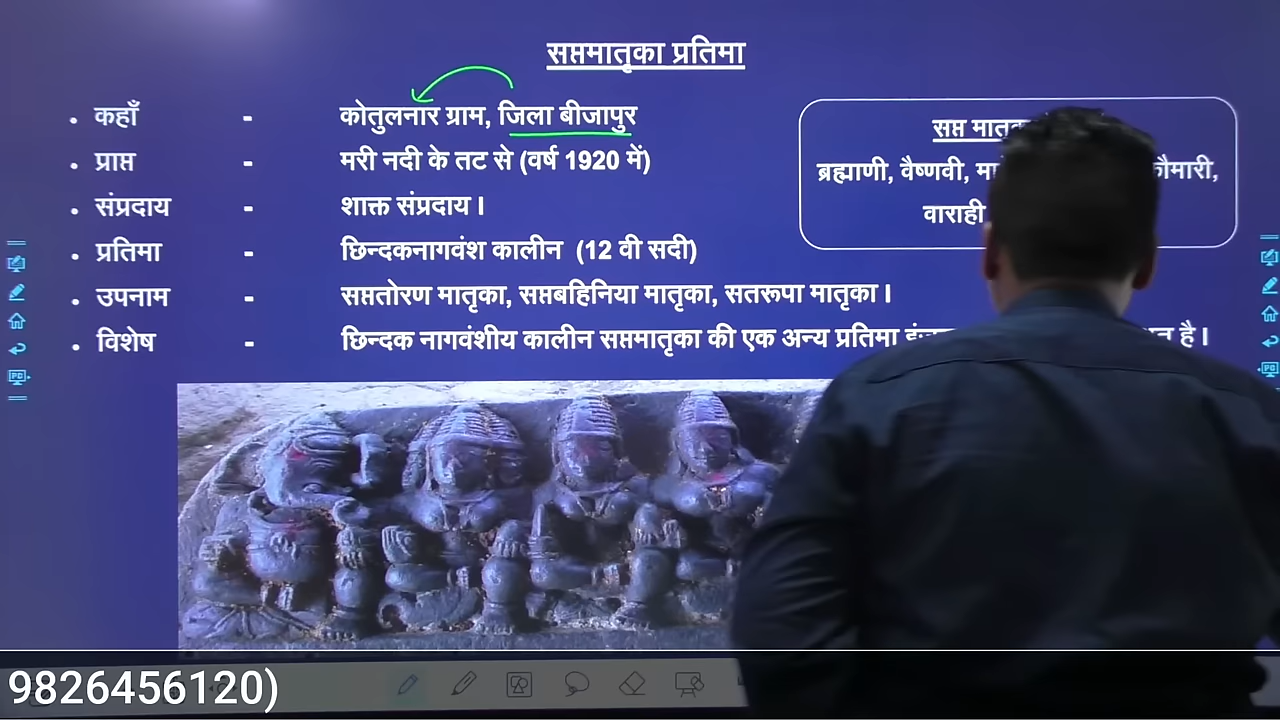 सप्तमातृका प्रतिमा
• कहाँ - कोतुलनार ग्राम, जिला बीजापुर
• प्राप्त - मरी नदी के तट से (वर्ष 1920 में)
• संप्रदाय - शाक्त संप्रदाय ।
• प्रतिमा - छिन्दकनागवंश कालीन (12 वी सदी)
• उपनाम - सप्ततोरण मातृका, सप्तबहिनिया मातृका, सतरूपा मातृका ।
• विशेष - छिन्दक नागवंशीय कालीन सप्तमातृका की एक अन्य प्रतिमा है ।
सप्त
ब्रह्माणी, वैष्णवी, कौमारी,
वाराही
9826456120)